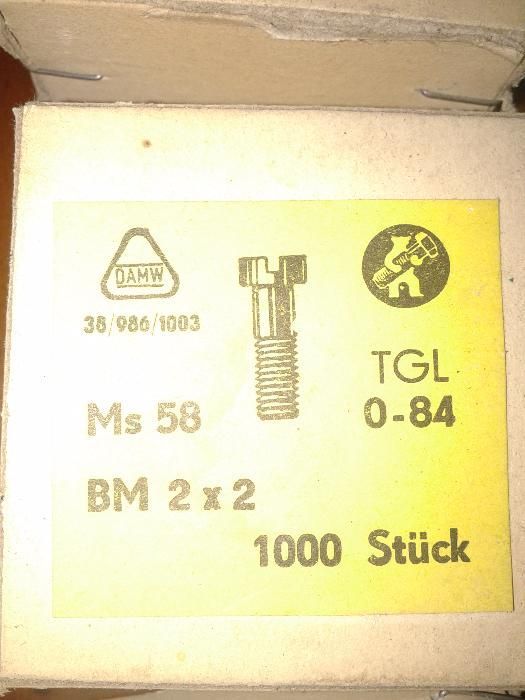 DAMW
38/986/1003
TGL
0-84
Ms 58
BM 2 x 2
1000 Stück